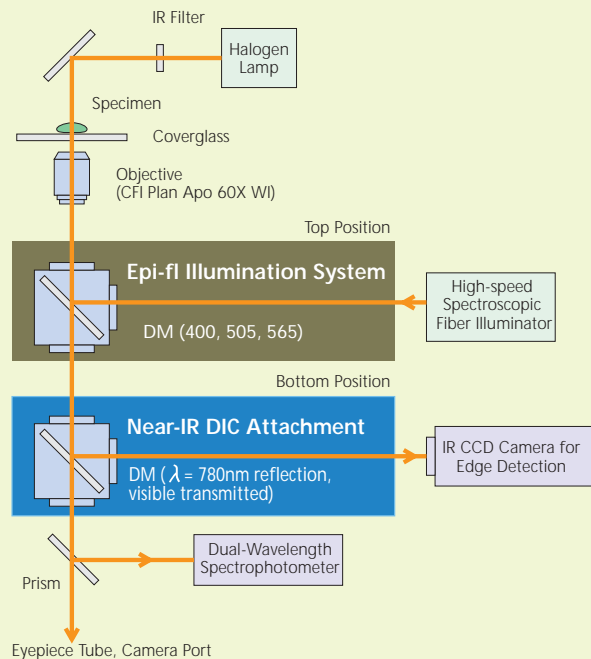 IR Filter
Halogen
Lamp
Specimen
Coverglass
Objective
(CFI Plan Apo 60X WI)
Top Position
Epi-fl Illumination System
DM (400, 505, 565)
High-speed
Spectroscopic
Fiber Illuminator
Bottom Position
Near-IR DIC Attachment
DM (λ = 780nm reflection,
visible transmitted)
IR CCD Camera for
Edge Detection
Dual-Wavelength
Spectrophotometer
Prism
Eyepiece Tube, Camera Port